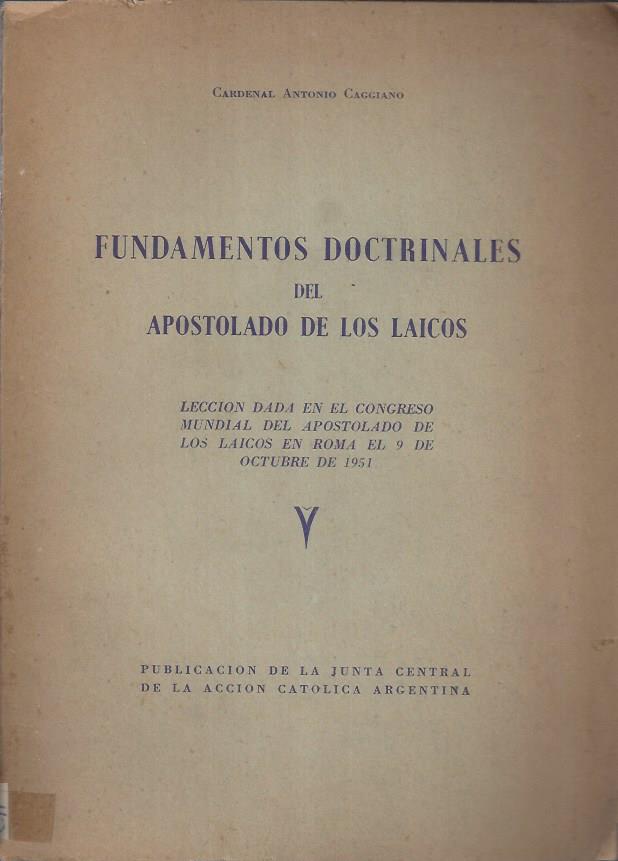 CARDENAL ANTONIO CAGGIANO
FUNDAMENTOS DOCTRINALES
DEL
APOSTOLADO DE LOS LAICOS
LECCION DADA EN EL CONGRESO
MUNDIAL DEL APOSTOLADO DE
LOS LAICOS EN ROMA EL 9 DE
OCTUBRE DE 1951
PUBLICACION DE LA JUNTA CENTRAL
DE LA ACCION CATOLICA ARGENTINA